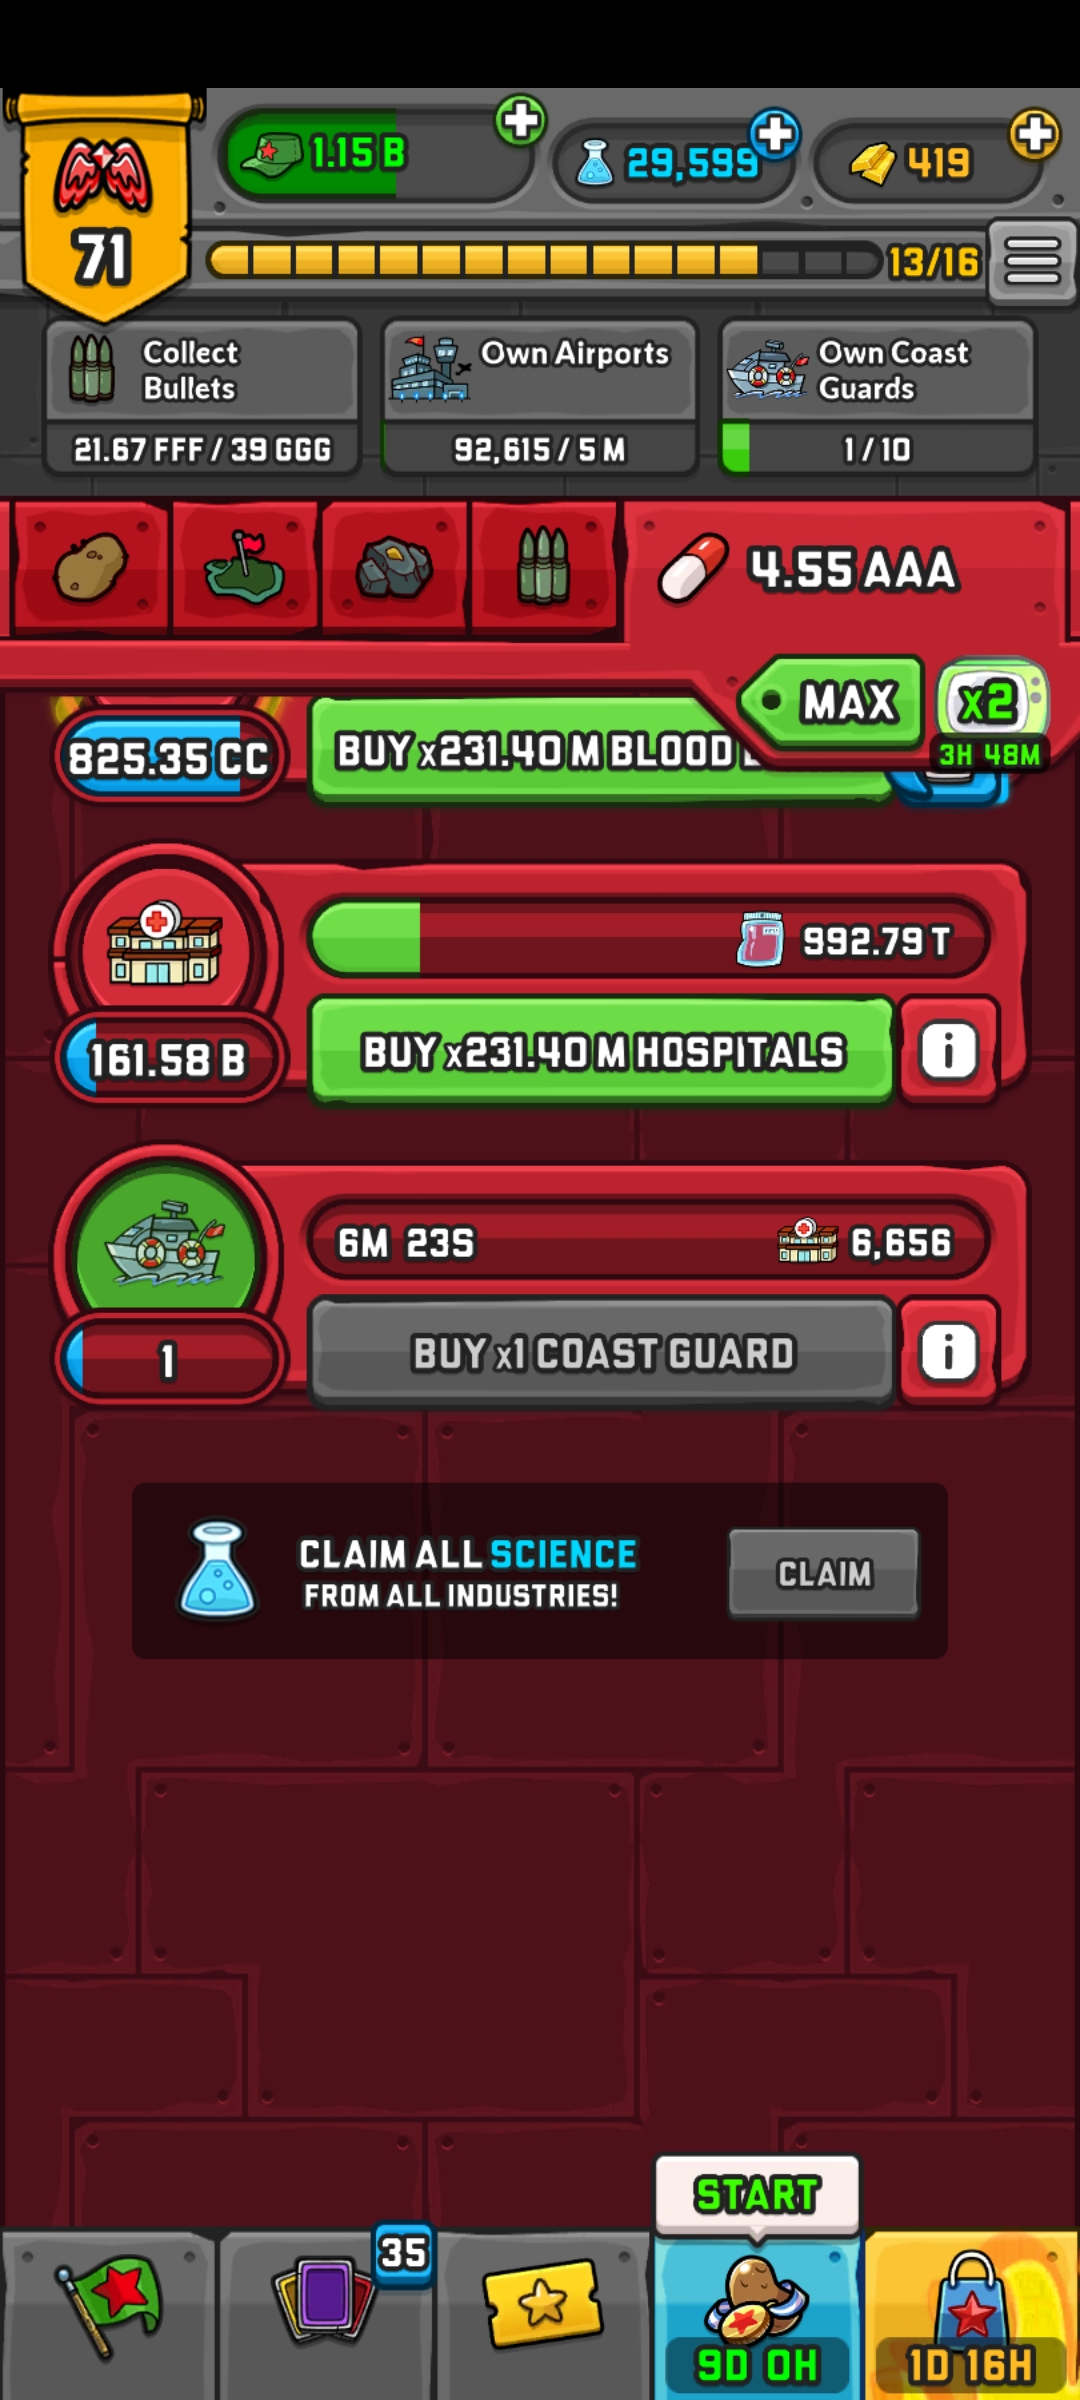 71
1.15 B
29,599
419
13/16
Collect
Bullets
21.67 FFF / 39 GGG
Own Airports
92,615 / 5 M
Own Coast
Guards
1 / 10
4.55 AAA
MAX
x2
3H 48M
825.35 CC
BUY x231.40 M BLOOD
992.79 T
161.58 B
BUY x231.40 M HOSPITALS
i
6M 23S
6,656
1
BUY x1 COAST GUARD
i
CLAIM ALL SCIENCE
FROM ALL INDUSTRIES!
CLAIM
START
35
9D 0H
1D 16H